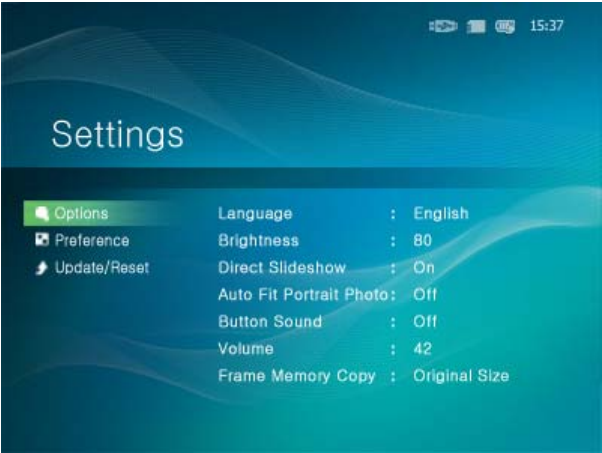 15:37
Settings
Options
Preference
Update/Reset
Language : English
Brightness : 80
Direct Slideshow : On
Auto Fit Portrait Photo: Off
Button Sound : Off
Volume : 42
Frame Memory Copy : Original Size